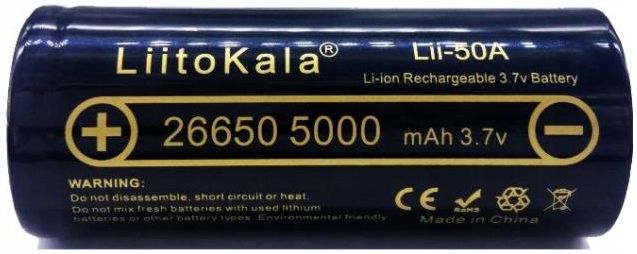 LiitoKala®
Lii-50A
Li-ion Rechargeable 3.7v Battery
+ 26650 5000 mAh 3.7v −
WARNING:
Do not disassemble, short circuit or heat.
Do not mix fresh batteries with used lithium
batteries or other battery types. Environmental friendly
CE RoHS
Made in China